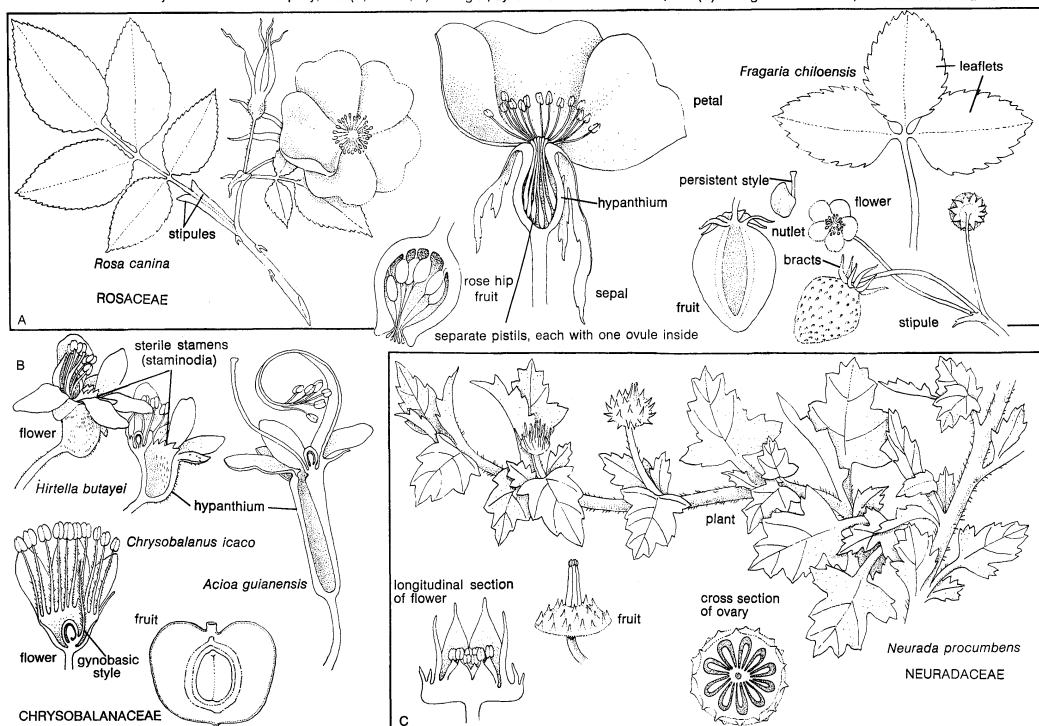 Fragaria chiloensis
leaflets
petal
persistent style
flower
hypanthium
nutlet
bracts
stipules
Rosa canina
rose hip
fruit
sepal
fruit
stipule
ROSACEAE
A
separate pistils, each with one ovule inside
B
sterile stamens
(staminodia)
flower
Hirtella butayei
hypanthium
Chrysobalanus icaco
Acioa guianensis
fruit
flower
gynobasic
style
CHRYSOBALANACEAE
plant
longitudinal section
of flower
fruit
cross section
of ovary
Neurada procumbens
NEURADACEAE
C